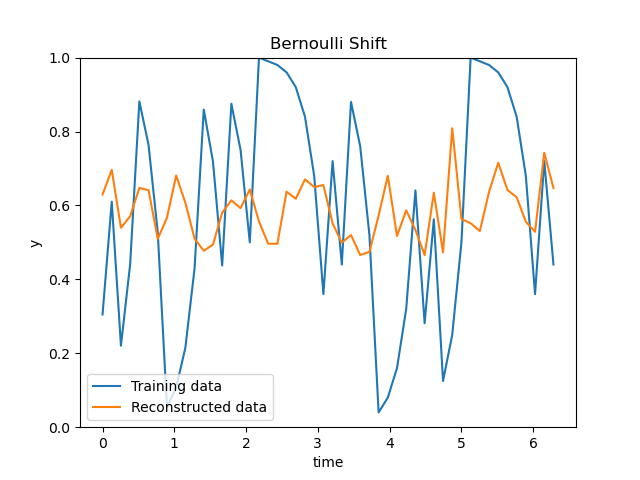 Bernoulli Shift
1.0
0.8
0.6
0.4
0.2
0.0
y
Training data
Reconstructed data
0 1 2 3 4 5 6
time